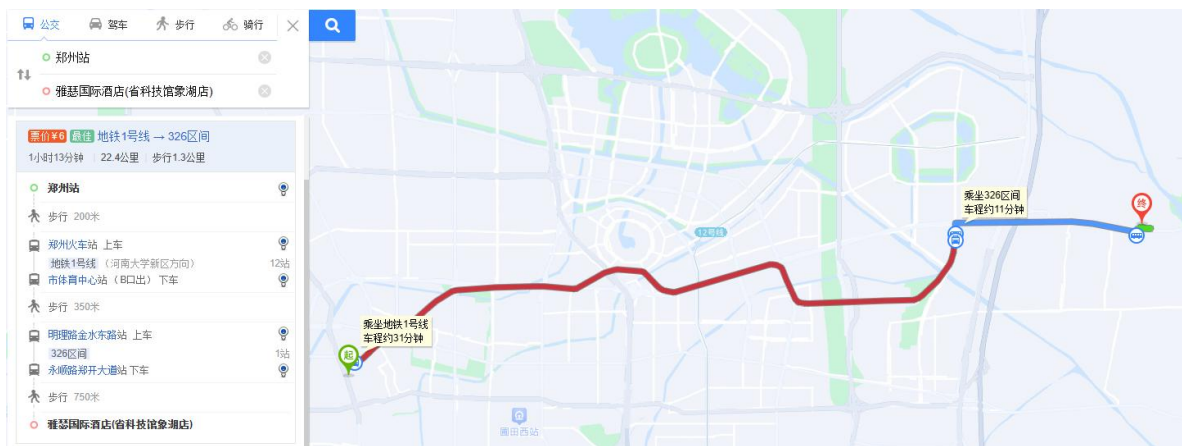 公交 驾车 步行 骑行
郑州站
雅瑟国际酒店(省科技馆象湖店)
票价¥6 最佳 地铁1号线 → 326区间
1小时13分钟 22.4公里 步行1.3公里
郑州站
步行 200米
郑州火车站 上车
地铁1号线 (河南大学新区方向) 12站
市体育中心站 (B口出) 下车
步行 350米
明理路金水东路站 上车
326区间 1站
永顺路郑开大道站 下车
步行 750米
雅瑟国际酒店(省科技馆象湖店)
乘坐326区间
车程约11分钟
终
12号线
乘坐地铁1号线
车程约31分钟
起
圃田西站